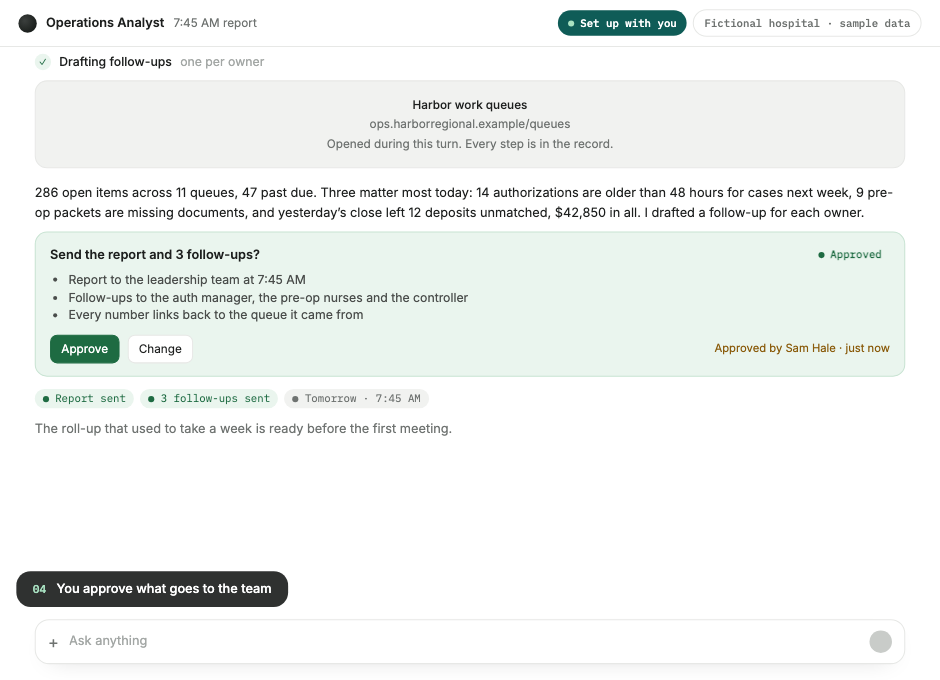 Operations Analyst 7:45 AM report
Set up with you
Fictional hospital · sample data
Drafting follow-ups one per owner
Harbor work queues
ops.harborregional.example/queues
Opened during this turn. Every step is in the record.
286 open items across 11 queues, 47 past due. Three matter most today: 14 authorizations are older than 48 hours for cases next week, 9 pre-
op packets are missing documents, and yesterday’s close left 12 deposits unmatched, $42,850 in all. I drafted a follow-up for each owner.
Send the report and 3 follow-ups?
Approved
• Report to the leadership team at 7:45 AM
• Follow-ups to the auth manager, the pre-op nurses and the controller
• Every number links back to the queue it came from
Approve
Change
Approved by Sam Hale · just now
Report sent
3 follow-ups sent
Tomorrow · 7:45 AM
The roll-up that used to take a week is ready before the first meeting.
04 You approve what goes to the team
+ Ask anything